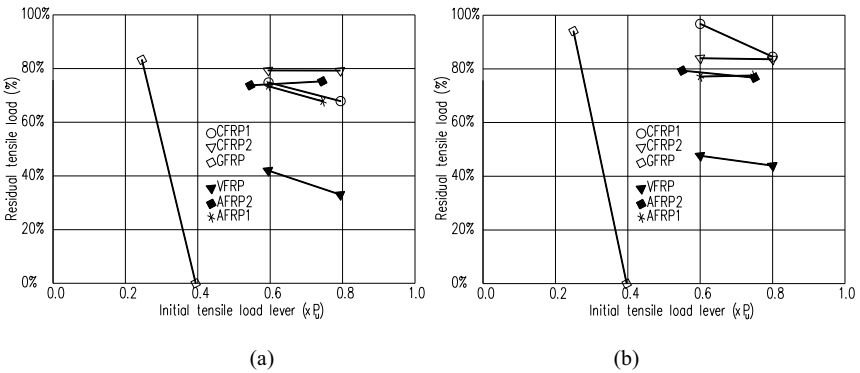 100%
80%
60%
40%
20%
0%
Residual tensile load (%)
CFRP1
CFRP2
GFRP
VFRP
AFRP2
AFRP1
0.0 0.2 0.4 0.6 0.8 1.0
Initial tensile load lever (x Pu)
(a)
100%
80%
60%
40%
20%
0%
Residual tensile load (%)
CFRP1
CFRP2
GFRP
VFRP
AFRP2
AFRP1
0.0 0.2 0.4 0.6 0.8 1.0
Initial tensile load lever (x Pu)
(b)